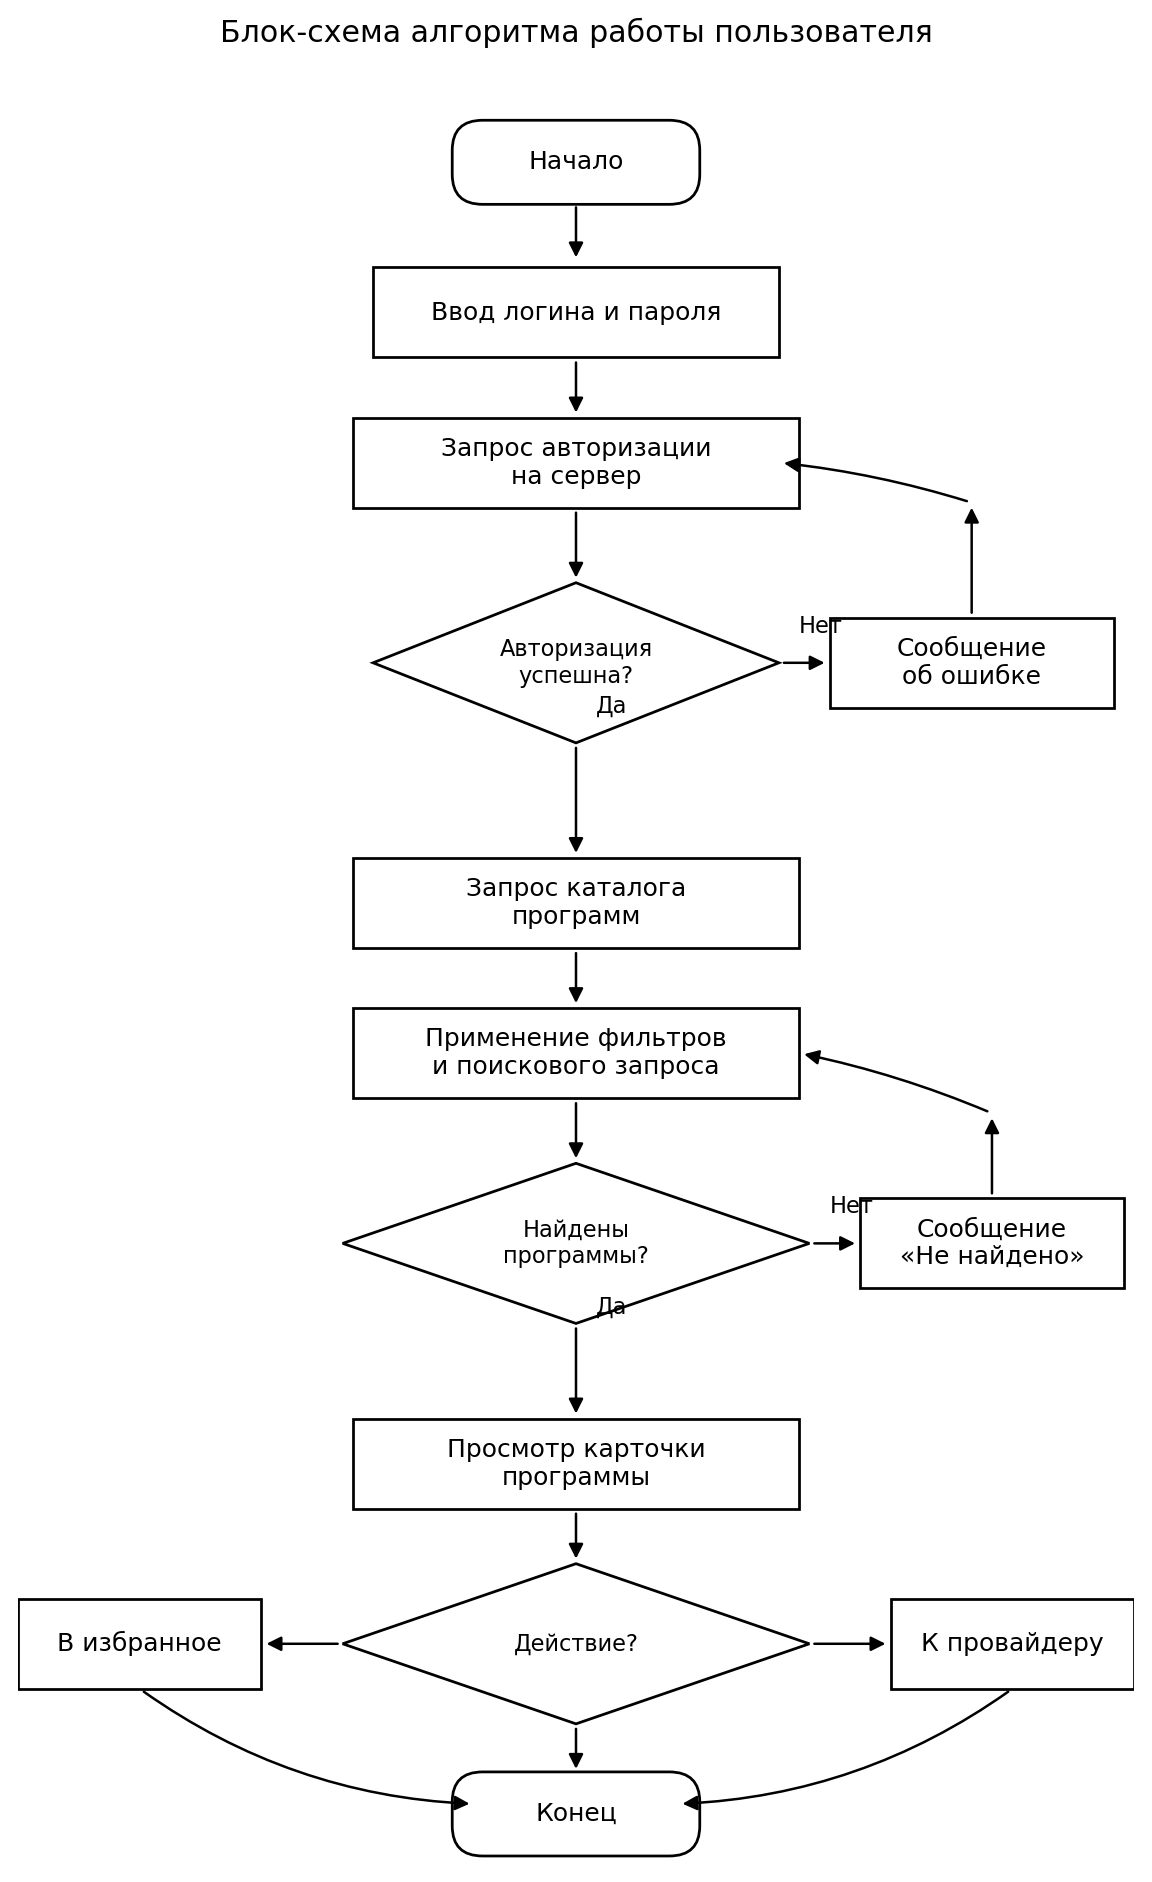 Блок-схема алгоритма работы пользователя
Начало
Ввод логина и пароля
Запрос авторизации
на сервер
Нет
Авторизация
успешна?
Да
Сообщение
об ошибке
Запрос каталога
программ
Применение фильтров
и поискового запроса
Нет
Найдены
программы?
Да
Сообщение
«Не найдено»
Просмотр карточки
программы
В избранное
Действие?
К провайдеру
Конец